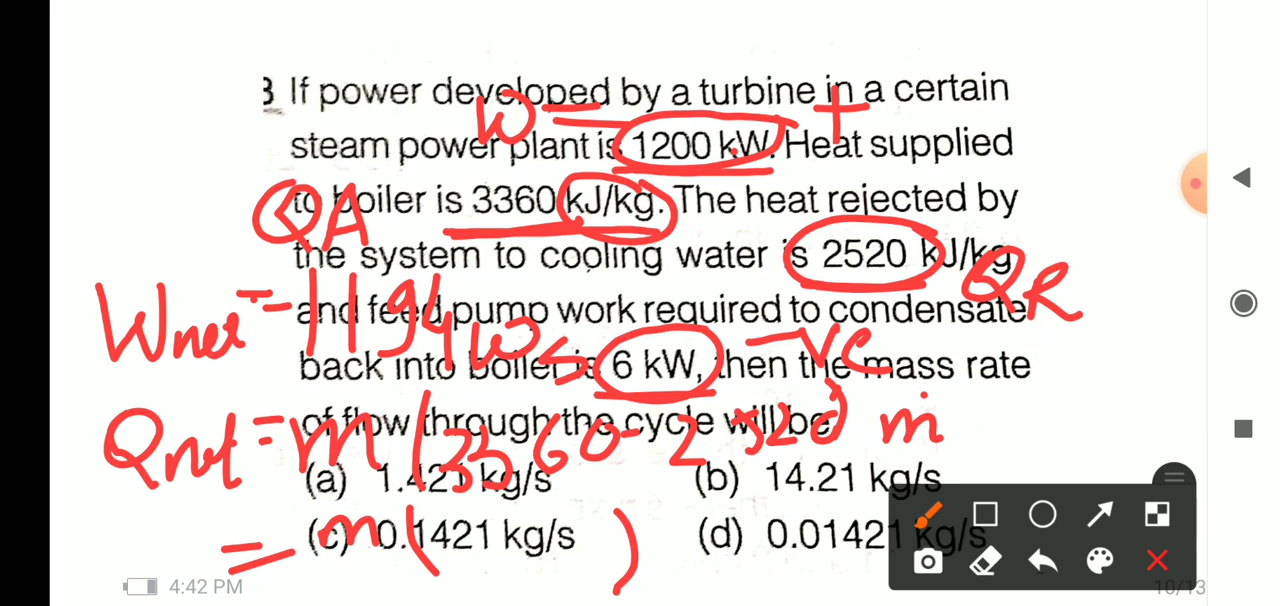 3 If power developed by a turbine in a certain
W = +
steam power plant is 1200 kW. Heat supplied
QA
to boiler is 3360 kJ/kg. The heat rejected by
the system to cooling water is 2520 kJ/kg
QR
Wnet = 1194
and feed pump work required to condensate
W -ve
back into boiler is 6 kW, then the mass rate
of flow through the cycle will be
Qnet = m (3360 - 2520) ṁ
(a) 1.421 kg/s (b) 14.21 kg/s
= m ( )
(c) 0.1421 kg/s (d) 0.01421 kg/s
4:42 PM 10/13